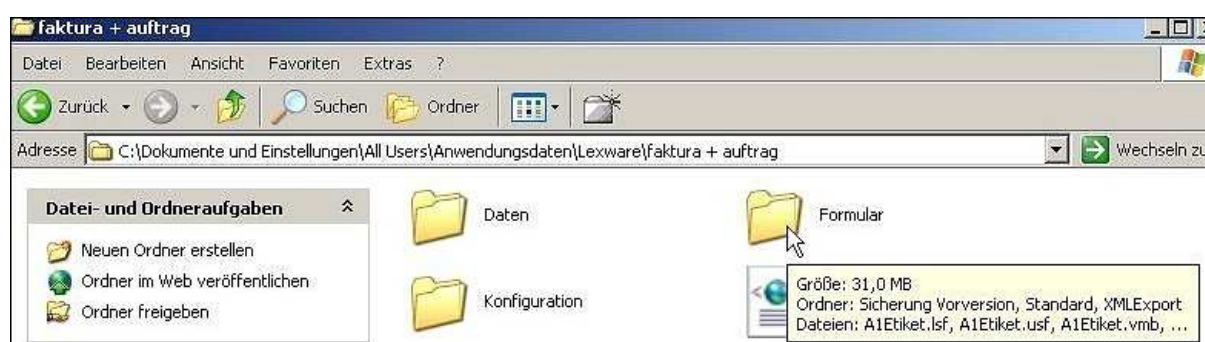 faktura + auftrag
Datei Bearbeiten Ansicht Favoriten Extras ?
Zurück Suchen Ordner
Adresse C:\Dokumente und Einstellungen\All Users\Anwendungsdaten\Lexware\faktura + auftrag Wechseln zu
Datei- und Ordneraufgaben
Neuen Ordner erstellen
Ordner im Web veröffentlichen
Ordner freigeben
Daten
Formular
Konfiguration
Größe: 31,0 MB
Ordner: Sicherung Vorversion, Standard, XMLExport
Dateien: A1Etiket.lsf, A1Etiket.usf, A1Etiket.vmb, ...